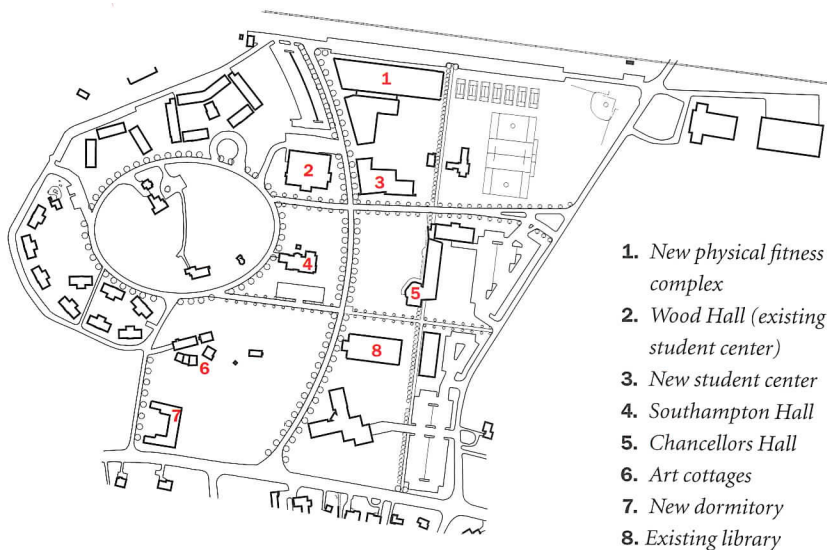 1
2
3
4
5
6
7
8
1. New physical fitness
complex
2. Wood Hall (existing
student center)
3. New student center
4. Southampton Hall
5. Chancellors Hall
6. Art cottages
7. New dormitory
8. Existing library